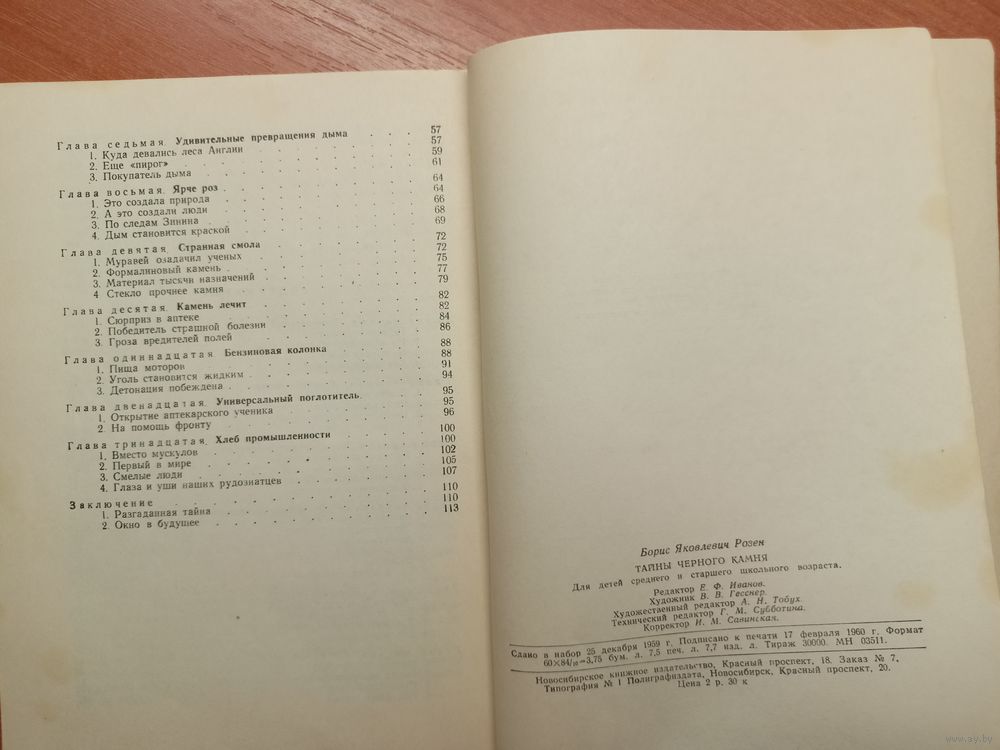 Глава седьмая. Удивительные превращения дыма . . . 57
1. Куда девались леса Англии . . . . . . 57
2. Еще «пирог» . . . . . . . . 59
3. Покупатель дыма . . . . . . . 61
Глава восьмая. Ярче роз . . . . . . . 64
1. Это создала природа . . . . . . . 64
2. А это создали люди . . . . . . . 66
3. По следам Зинина . . . . . . . 68
4. Дым становится краской . . . . . . 69
Глава девятая. Странная смола . . . . . 72
1. Муравей озадачил ученых . . . . . . 72
2. Формалиновый камень . . . . . . . 75
3. Материал тысячи назначений . . . . . 77
4 Стекло прочнее камня . . . . . . 79
Глава десятая. Камень лечит . . . . . . 82
1. Сюрприз в аптеке . . . . . . . 82
2. Победитель страшной болезни . . . . . 84
3. Гроза вредителей полей . . . . . . 86
Глава одиннадцатая. Бензиновая колонка . . . . 88
1. Пища моторов . . . . . . . 88
2. Уголь становится жидким . . . . . . 91
3. Детонация побеждена . . . . . . . 94
Глава двенадцатая. Универсальный поглотитель. . . . 95
1. Открытие аптекарского ученика . . . . . 95
2. На помощь фронту . . . . . . . 96
Глава тринадцатая. Хлеб промышленности . . . . 100
1. Вместо мускулов . . . . . . . 100
2. Первый в мире . . . . . . . 102
3. Смелые люди . . . . . . . 105
4. Глаза и уши наших рудознатцев . . . . . 107
Заключение . . . . . . . . 110
1. Разгаданная тайна . . . . . . . 110
2. Окно в будущее . . . . . . . 113
Борис Яковлевич Розен
ТАЙНЫ ЧЕРНОГО КАМНЯ
Для детей среднего и старшего школьного возраста.
Редактор Е. Ф. Иванов.
Художник В. В. Гесснер.
Художественный редактор А. Н. Тобух.
Технический редактор Г. М. Субботина.
Корректор И. М. Савинская.
Сдано в набор 25 декабря 1959 г. Подписано к печати 17 февраля 1960 г. Формат
60×84/16=3,75 бум. л. 7,5 печ. л. 7,7 изд. л. Тираж 30000. МН 03511.
Новосибирское книжное издательство, Красный проспект, 18. Заказ № 7.
Типография № 1 Полиграфиздата, Новосибирск, Красный проспект, 20.
Цена 2 р. 30 к
www.ay.by